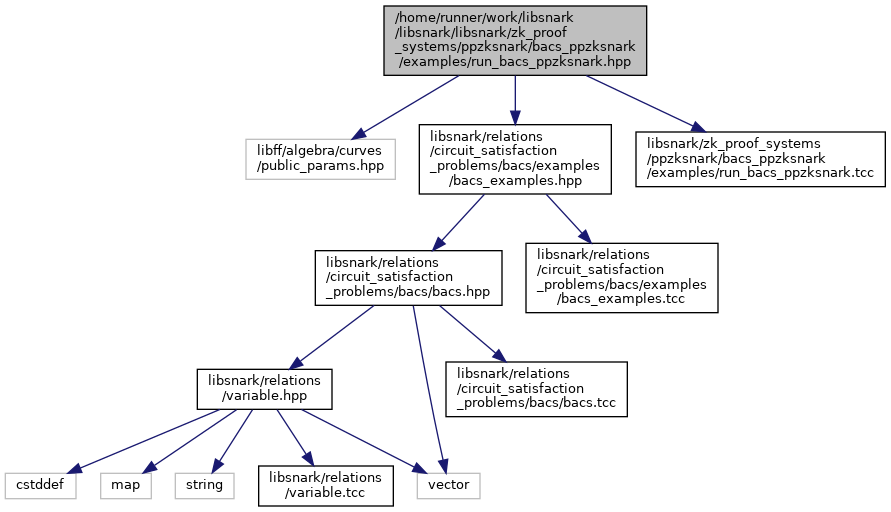 /home/runner/work/libsnark
/libsnark/libsnark/zk_proof
_systems/ppzksnark/bacs_ppzksnark
/examples/run_bacs_ppzksnark.hpp
libff/algebra/curves
/public_params.hpp
libsnark/relations
/circuit_satisfaction
_problems/bacs/examples
/bacs_examples.hpp
libsnark/zk_proof_systems
/ppzksnark/bacs_ppzksnark
/examples/run_bacs_ppzksnark.tcc
libsnark/relations
/circuit_satisfaction
_problems/bacs/bacs.hpp
libsnark/relations
/circuit_satisfaction
_problems/bacs/examples
/bacs_examples.tcc
libsnark/relations
/variable.hpp
libsnark/relations
/circuit_satisfaction
_problems/bacs/bacs.tcc
cstddef
map
string
libsnark/relations
/variable.tcc
vector